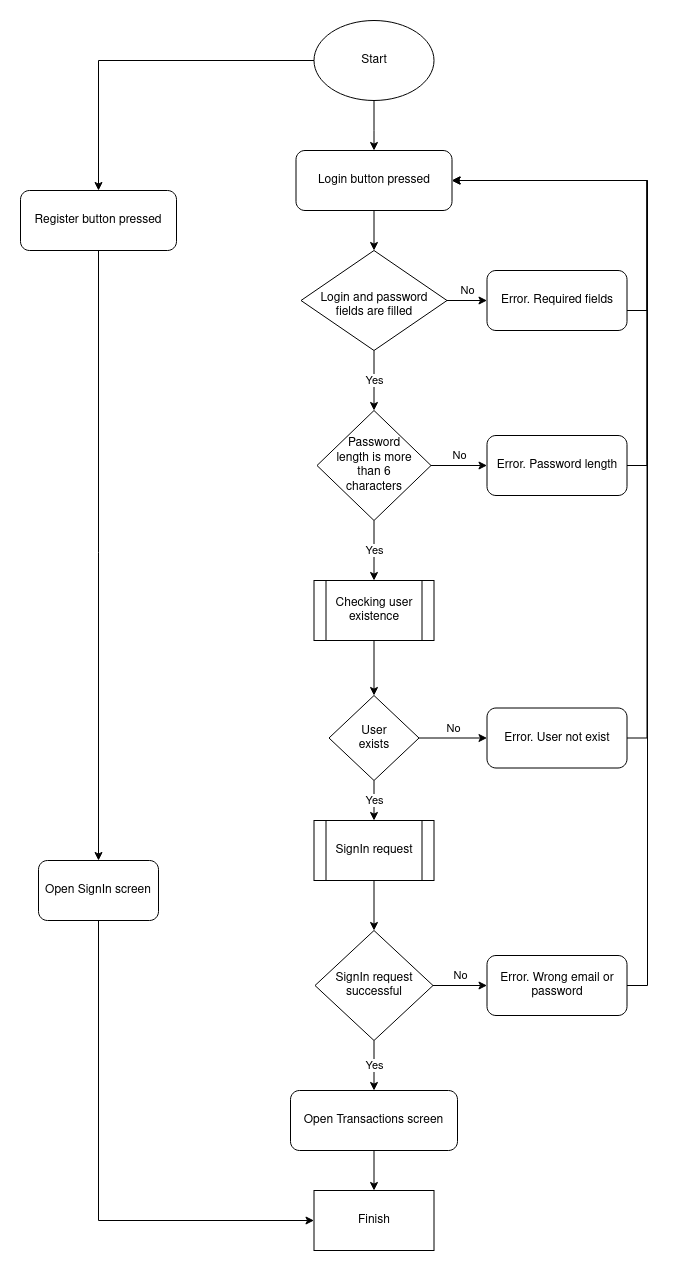 Start
Login button pressed
Register button pressed
Login and password
fields are filled
No
Error. Required fields
Yes
Password
length is more
than 6
characters
No
Error. Password length
Yes
Checking user
existence
User
exists
No
Error. User not exist
Yes
SignIn request
Open SignIn screen
SignIn request
successful
No
Error. Wrong email or
password
Yes
Open Transactions screen
Finish